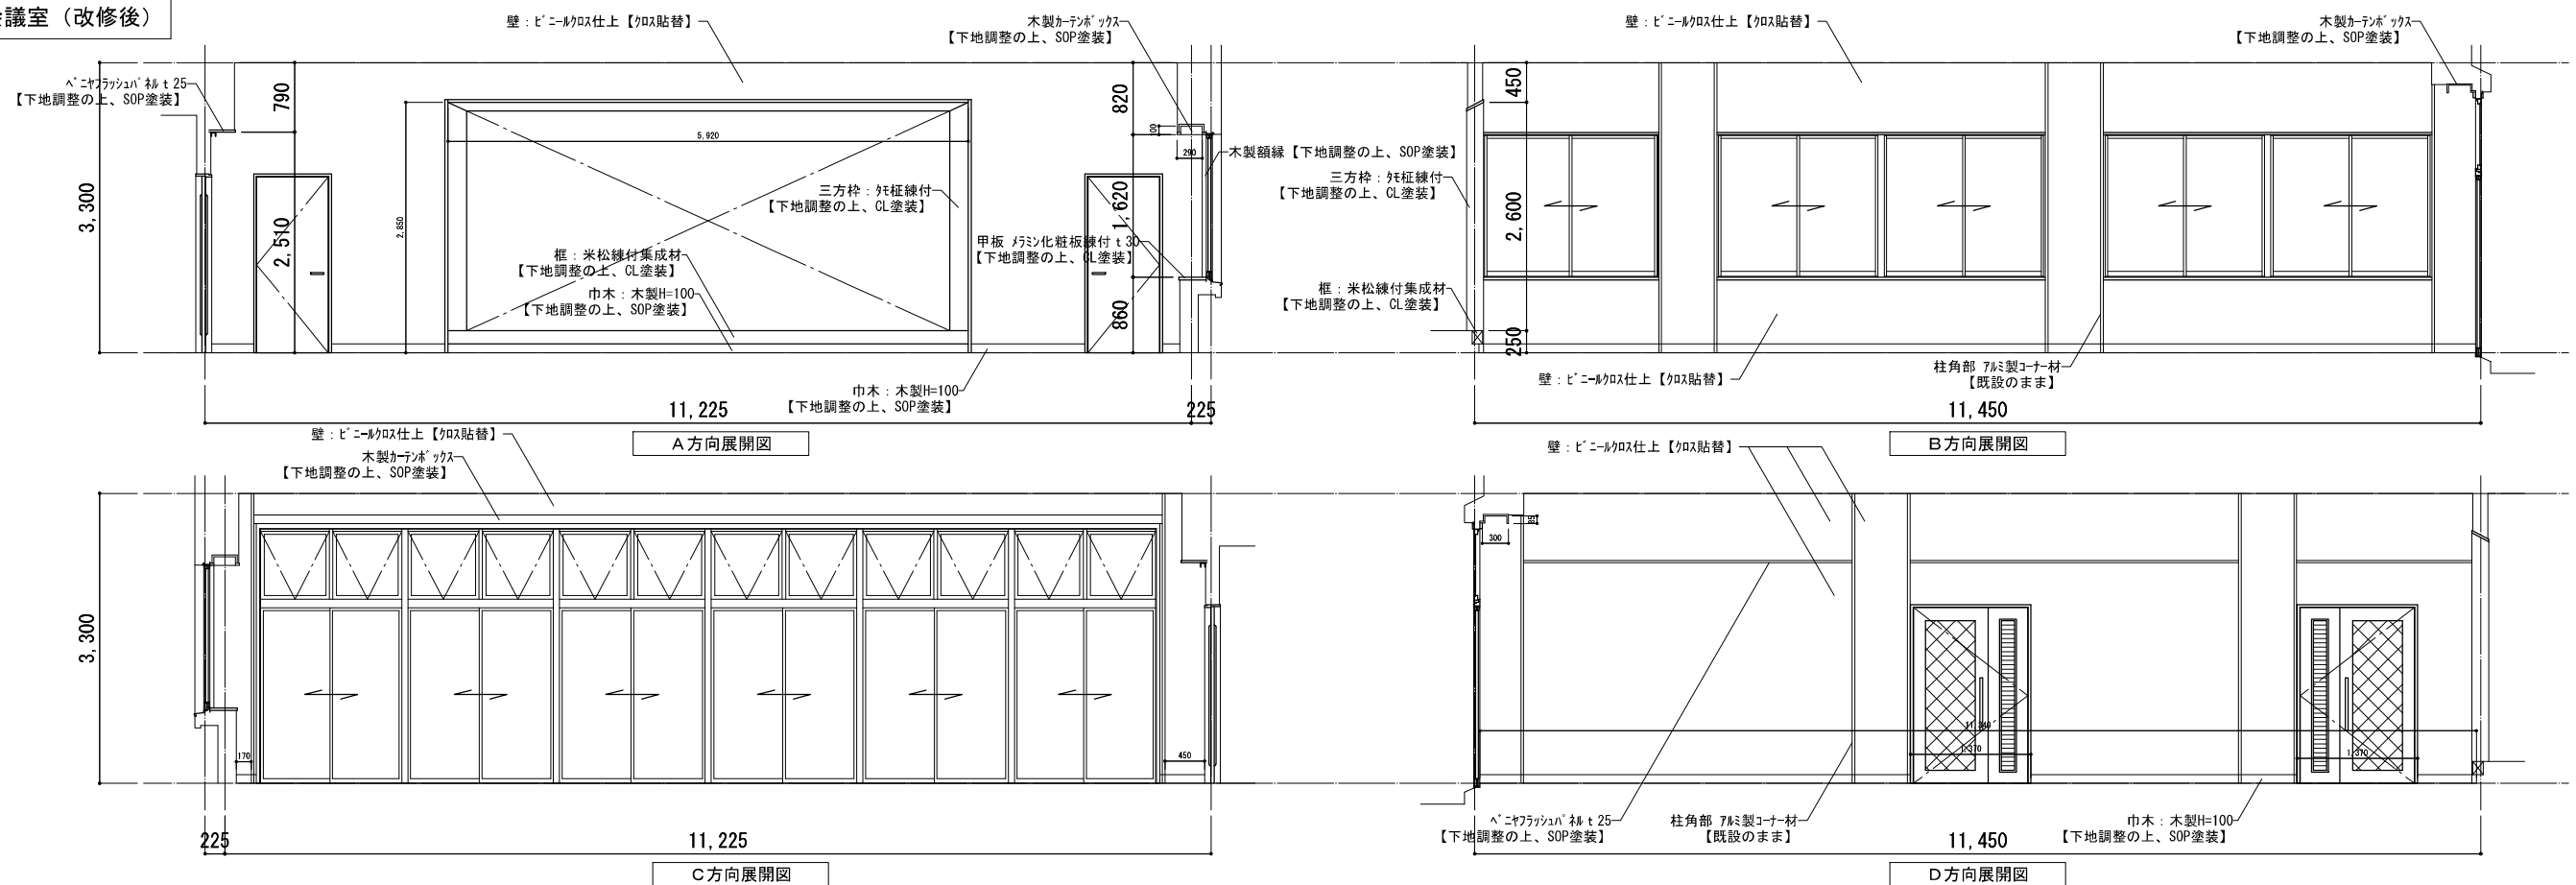 会議室（改修後）
壁：ﾋﾞﾆｰﾙｸﾛｽ仕上【ｸﾛｽ貼替】
木製ｶｰﾃﾝﾎﾞｯｸｽ
【下地調整の上、SOP塗装】
ﾍﾞﾆﾔﾌﾗｯｼｭﾊﾟﾈﾙ t 25
【下地調整の上、SOP塗装】
3,300
790
2,510
2,850
5,920
820
1,620
860
100
290
木製額縁【下地調整の上、SOP塗装】
三方枠：ﾀﾓ柾練付
【下地調整の上、CL塗装】
甲板 ﾒﾗﾐﾝ化粧板練付 t 30
【下地調整の上、CL塗装】
框：米松練付集成材
【下地調整の上、CL塗装】
巾木：木製H=100
【下地調整の上、SOP塗装】
巾木：木製H=100
【下地調整の上、SOP塗装】
11,225
225
A方向展開図
壁：ﾋﾞﾆｰﾙｸﾛｽ仕上【ｸﾛｽ貼替】
木製ｶｰﾃﾝﾎﾞｯｸｽ
【下地調整の上、SOP塗装】
450
2,600
250
三方枠：ﾀﾓ柾練付
【下地調整の上、CL塗装】
框：米松練付集成材
【下地調整の上、CL塗装】
壁：ﾋﾞﾆｰﾙｸﾛｽ仕上【ｸﾛｽ貼替】
柱角部 ｱﾙﾐ製ｺｰﾅｰ材
【既設のまま】
11,450
B方向展開図
壁：ﾋﾞﾆｰﾙｸﾛｽ仕上【ｸﾛｽ貼替】
木製ｶｰﾃﾝﾎﾞｯｸｽ
【下地調整の上、SOP塗装】
3,300
170
450
225
11,225
C方向展開図
壁：ﾋﾞﾆｰﾙｸﾛｽ仕上【ｸﾛｽ貼替】
300
85
11,340
1,370
1,370
ﾍﾞﾆﾔﾌﾗｯｼｭﾊﾟﾈﾙ t 25
【下地調整の上、SOP塗装】
柱角部 ｱﾙﾐ製ｺｰﾅｰ材
【既設のまま】
巾木：木製H=100
【下地調整の上、SOP塗装】
11,450
D方向展開図